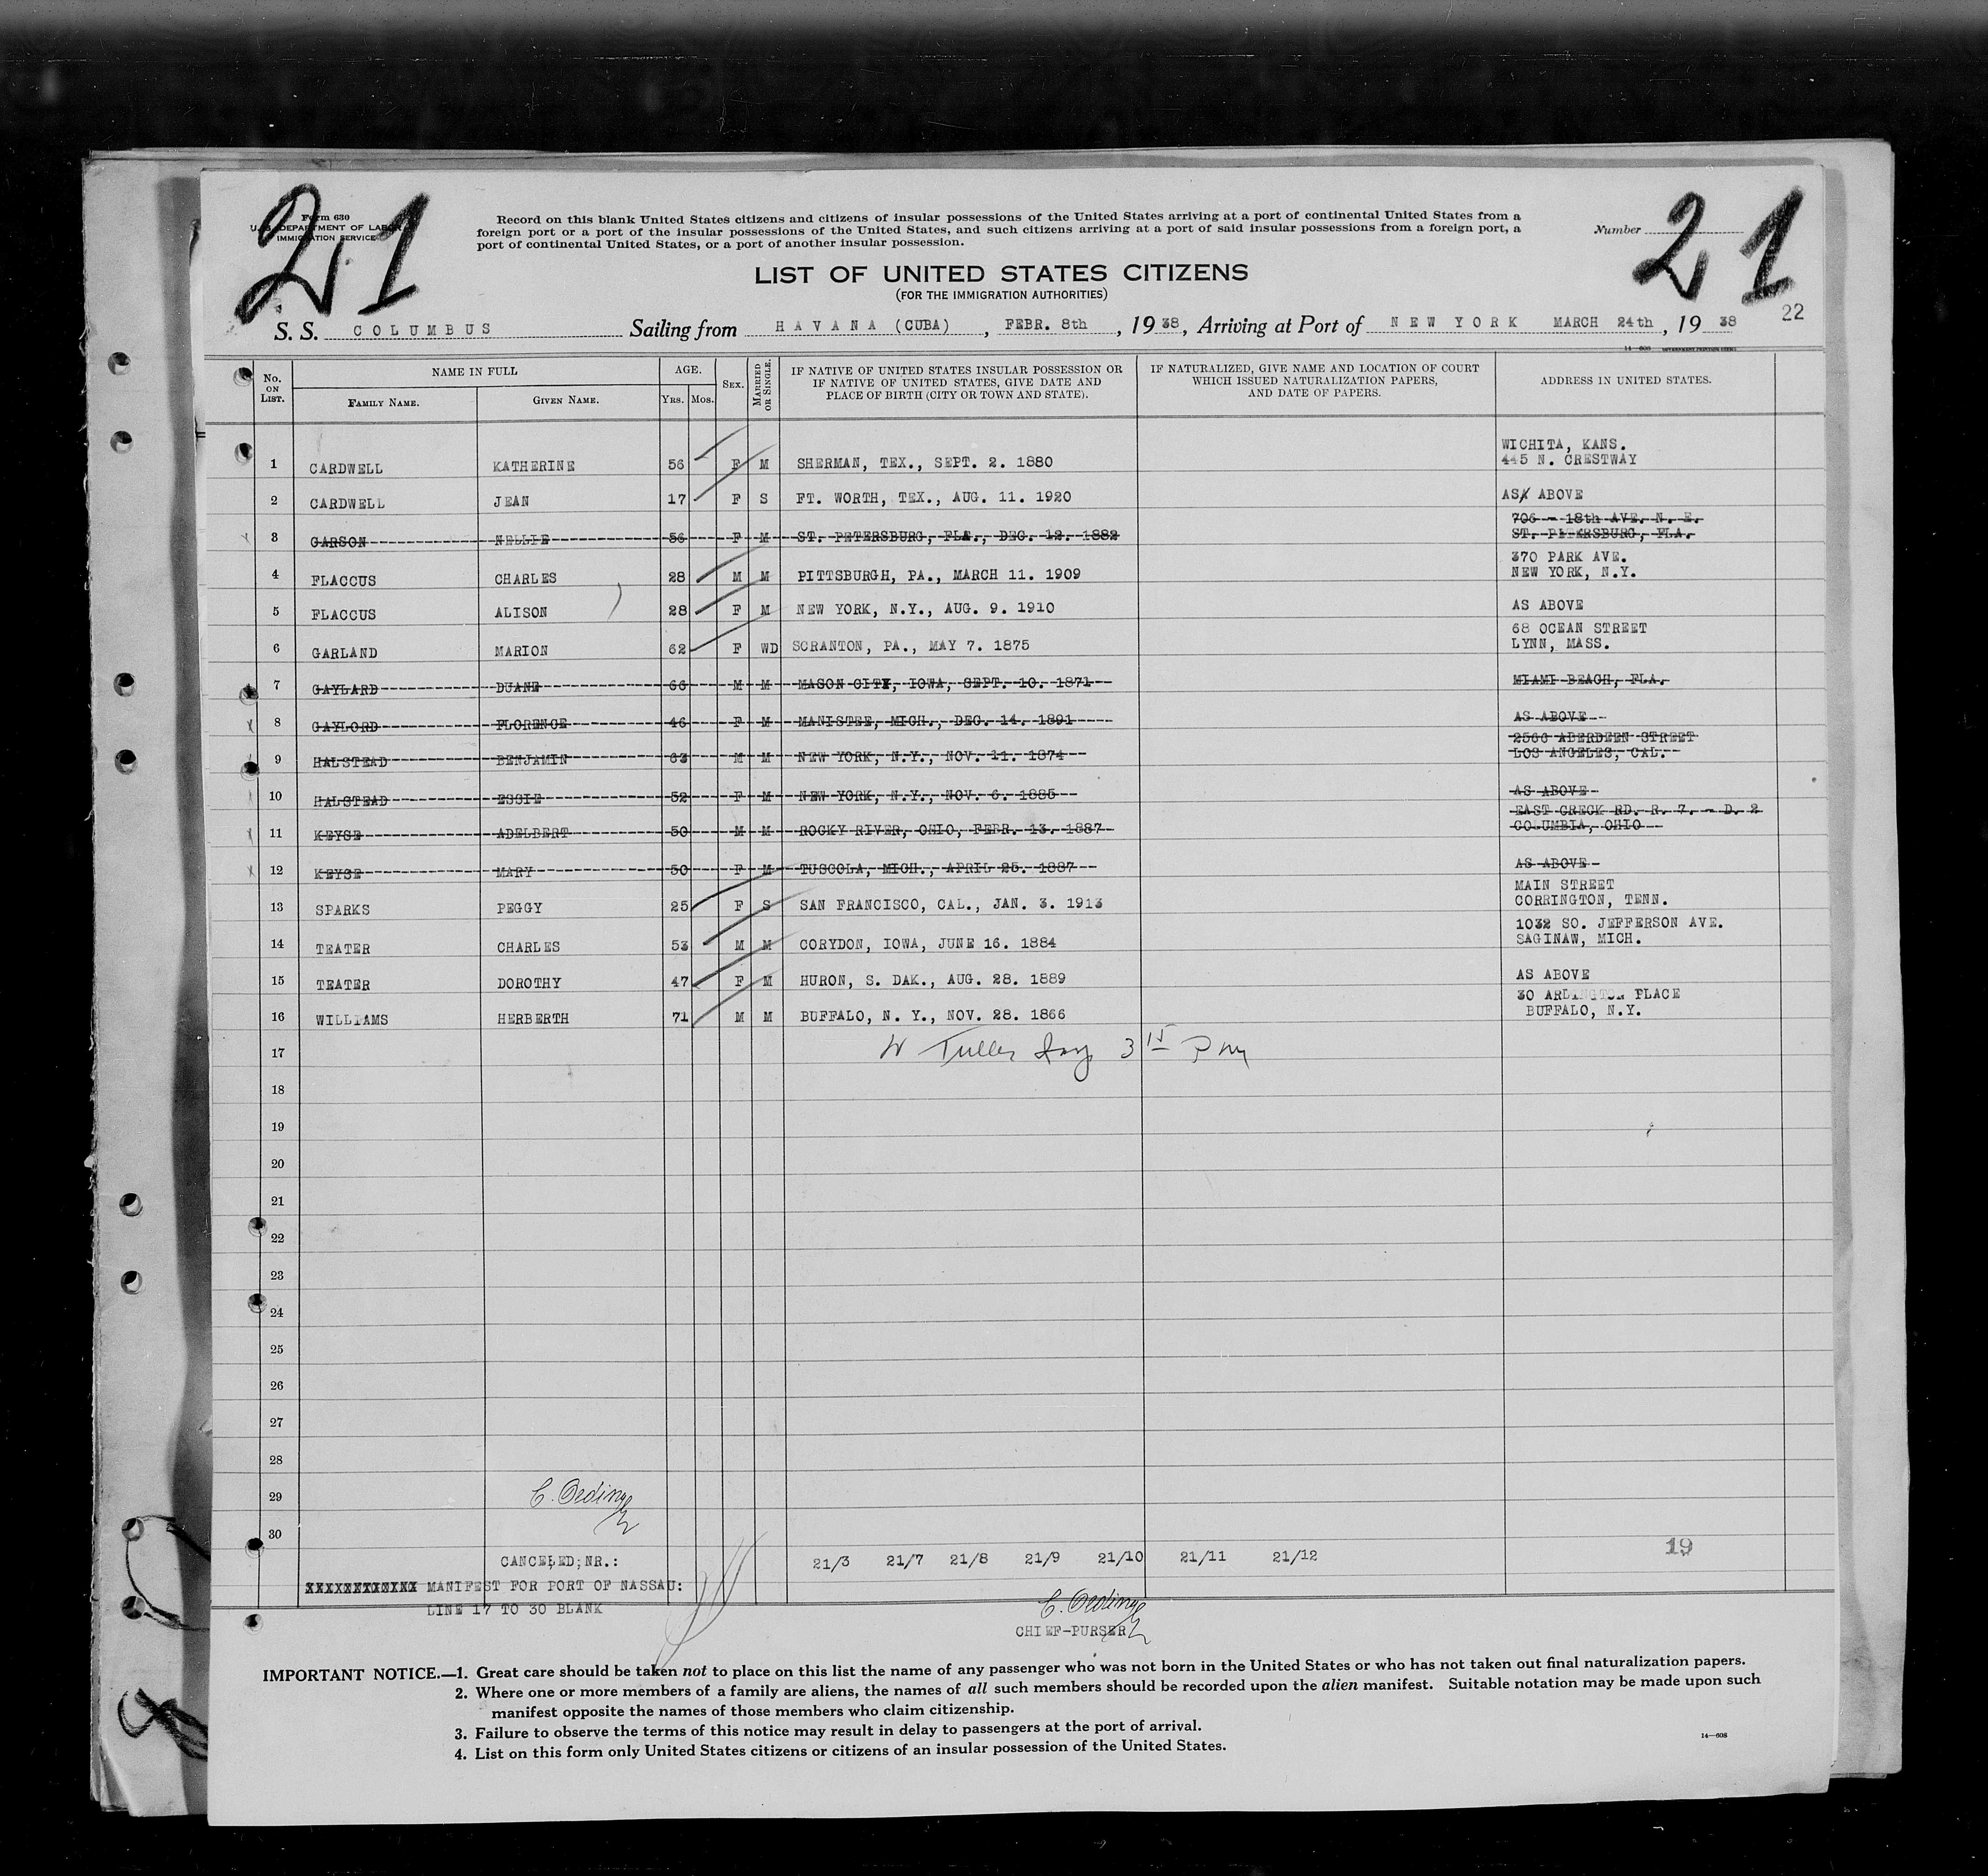 21
21
Form 630
U. S. DEPARTMENT OF LABOR
IMMIGRATION SERVICE
Record on this blank United States citizens and citizens of insular possessions of the United States arriving at a port of continental United States from a
foreign port or a port of the insular possessions of the United States, and such citizens arriving at a port of said insular possessions from a foreign port, a
port of continental United States, or a port of another insular possession.
Number
LIST OF UNITED STATES CITIZENS
(FOR THE IMMIGRATION AUTHORITIES)
22
S. S. COLUMBUS Sailing from HAVANA (CUBA), FEBR. 8th, 1938, Arriving at Port of NEW YORK MARCH 24th, 1938
No. ON LIST. NAME IN FULL FAMILY NAME. GIVEN NAME. AGE. YRS. MOS. SEX. MARRIED OR SINGLE. IF NATIVE OF UNITED STATES INSULAR POSSESSION OR IF NATIVE OF UNITED STATES, GIVE DATE AND PLACE OF BIRTH (CITY OR TOWN AND STATE). IF NATURALIZED, GIVE NAME AND LOCATION OF COURT WHICH ISSUED NATURALIZATION PAPERS, AND DATE OF PAPERS. ADDRESS IN UNITED STATES.
1 CARDWELL KATHERINE 56 F M SHERMAN, TEX., SEPT. 2. 1880 WICHITA, KANS. 445 N. CRESTWAY
2 CARDWELL JEAN 17 F S FT. WORTH, TEX., AUG. 11. 1920 AS ABOVE
3 CARSON NELLIE 56 F M ST. PETERSBURG, FLA., DEC. 12. 1882 706 - 18th AVE. N. E. ST. PETERSBURG, FLA.
4 FLACCUS CHARLES 28 M M PITTSBURGH, PA., MARCH 11. 1909 370 PARK AVE. NEW YORK, N.Y.
5 FLACCUS ALISON 28 F M NEW YORK, N.Y., AUG. 9. 1910 AS ABOVE
6 GARLAND MARION 62 F WD SCRANTON, PA., MAY 7. 1875 68 OCEAN STREET LYNN, MASS.
7 GAYLARD DUANE 66 M M MASON CITY, IOWA, SEPT. 10. 1871 MIAMI BEACH, FLA.
8 GAYLORD FLORENCE 46 F M MANISTEE, MICH., DEC. 14. 1891 AS ABOVE
9 HALSTEAD BENJAMIN 63 M M NEW YORK, N.Y., NOV. 11. 1874 2566 ABERDEEN STREET LOS ANGELES, CAL.
10 HALSTEAD ESSIE 52 F M NEW YORK, N.Y., NOV. 6. 1885 AS ABOVE
11 KEYSE ADELBERT 50 M M ROCKY RIVER, OHIO, FEBR. 13. 1887 EAST CRECK RD. R. 7. - D. 2 COLUMBIA, OHIO
12 KEYSE MARY 50 F M TUSCOLA, MICH., APRIL 25. 1887 AS ABOVE
13 SPARKS PEGGY 25 F S SAN FRANCISCO, CAL., JAN. 3. 1913 MAIN STREET CORRINGTON, TENN.
14 TEATER CHARLES 53 M M CORYDON, IOWA, JUNE 16. 1884 1032 SO. JEFFERSON AVE. SAGINAW, MICH.
15 TEATER DOROTHY 47 F M HURON, S. DAK., AUG. 28. 1889 AS ABOVE
16 WILLIAMS HERBERTH 71 M M BUFFALO, N. Y., NOV. 28. 1866 30 ARLINGTON PLACE BUFFALO, N.Y.
17
18
19
20
21
22
23
24
25
26
27
28
29 C. Oeding
30
19
CANCELED; NR.: 21/3 21/7 21/8 21/9 21/10 21/11 21/12
MANIFEST FOR PORT OF NASSAU:
LINE 17 TO 30 BLANK
C. Oeding
CHIEF-PURSER
IMPORTANT NOTICE.—1. Great care should be taken not to place on this list the name of any passenger who was not born in the United States or who has not taken out final naturalization papers.
2. Where one or more members of a family are aliens, the names of all such members should be recorded upon the alien manifest. Suitable notation may be made upon such
manifest opposite the names of those members who claim citizenship.
3. Failure to observe the terms of this notice may result in delay to passengers at the port of arrival.
4. List on this form only United States citizens or citizens of an insular possession of the United States.
14—608